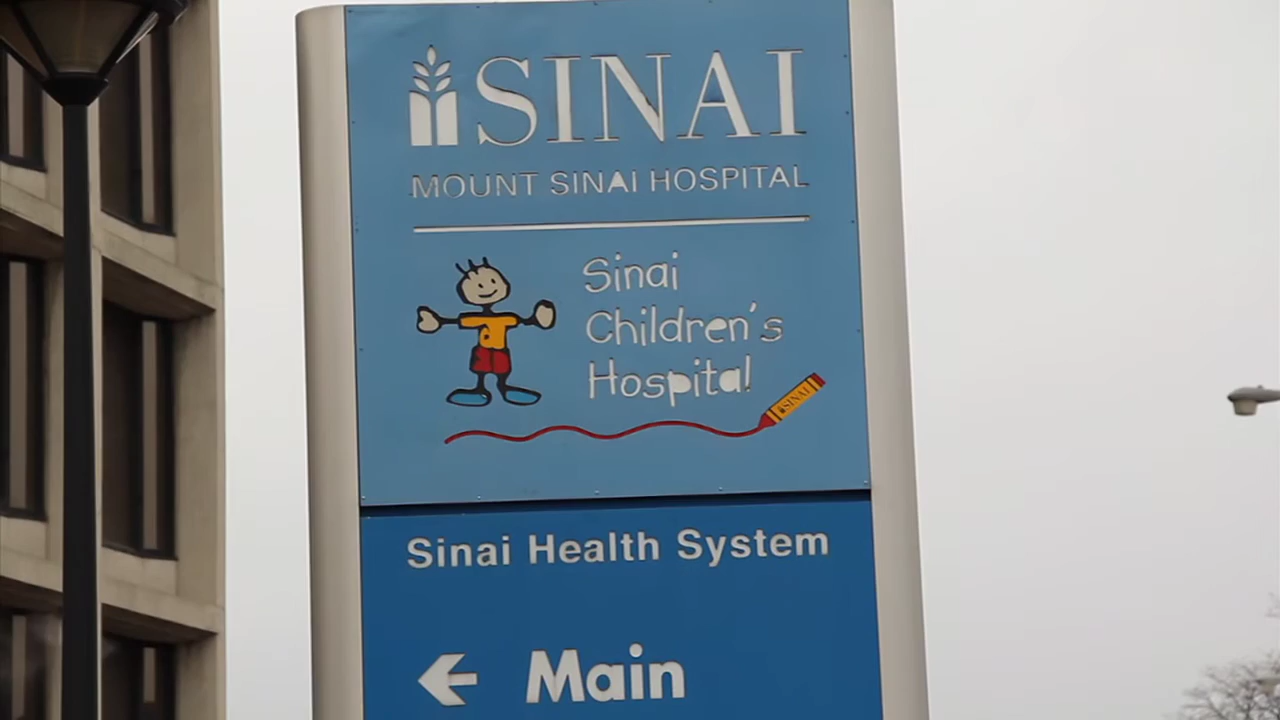 SINAI
MOUNT SINAI HOSPITAL
Sinai
Children's
Hospital
SINAI
Sinai Health System
Main